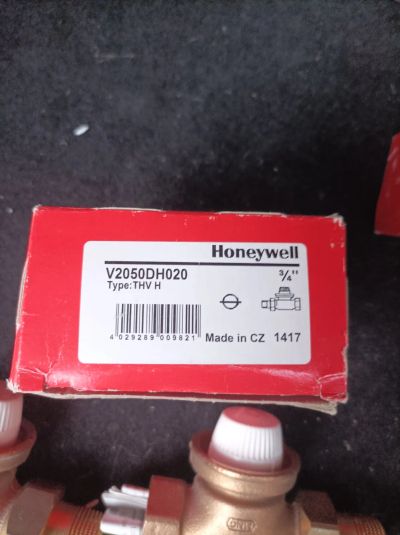 Honeywell
V2050DH020
3/4"
Type:THV H
4 029289 009821
Made in CZ 1417